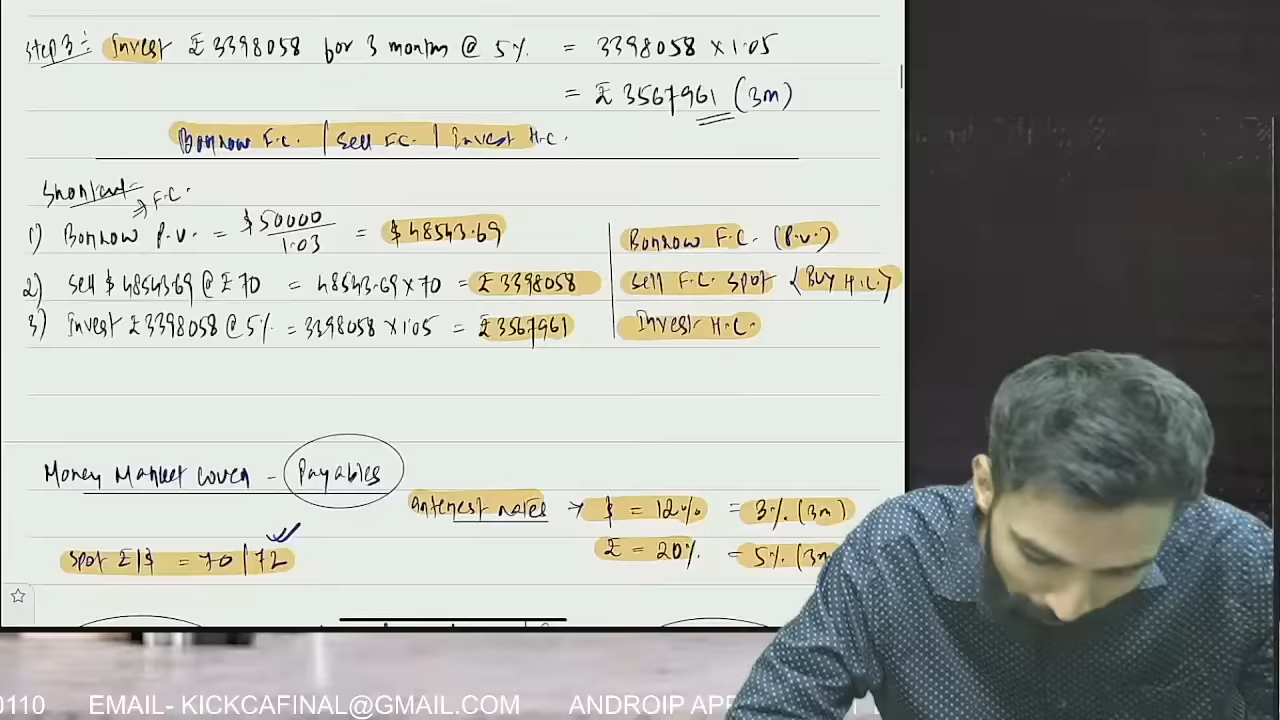 Step 3 :- Invest ₹3398058 for 3 months @ 5% = 3398058 × 1.05
= ₹3567961 (3m)
Borrow F.C. | Sell F.C. | Invest H.C.
Shortcut
⇒ F.C.
1) Borrow P.V. = $50000 / 1.03 = $48543.69
Borrow F.C. (P.V.)
2) Sell $48543.69 @ ₹70 = 48543.69 × 70 = ₹3398058
Sell F.C. Spot {Buy H.C.}
3) Invest ₹3398058 @ 5% = 3398058 × 1.05 = ₹3567961
Invest H.C.
Money Market Cover - Payables
Interest rates → $ = 12% = 3% (3m)
Spot ₹/$ = 70/72
₹ = 20% = 5% (3m
0110 EMAIL- KICKCAFINAL@GMAIL.COM ANDROIP APP